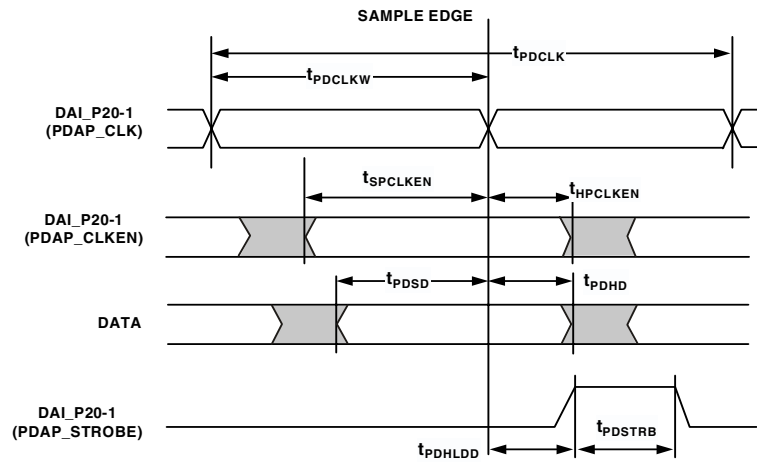 SAMPLE EDGE
tPDCLK
tPDCLKW
DAI_P20-1
(PDAP_CLK)
tSPCLKEN
tHPCLKEN
DAI_P20-1
(PDAP_CLKEN)
tPDSD
tPDHD
DATA
DAI_P20-1
(PDAP_STROBE)
tPDHLDD
tPDSTRB